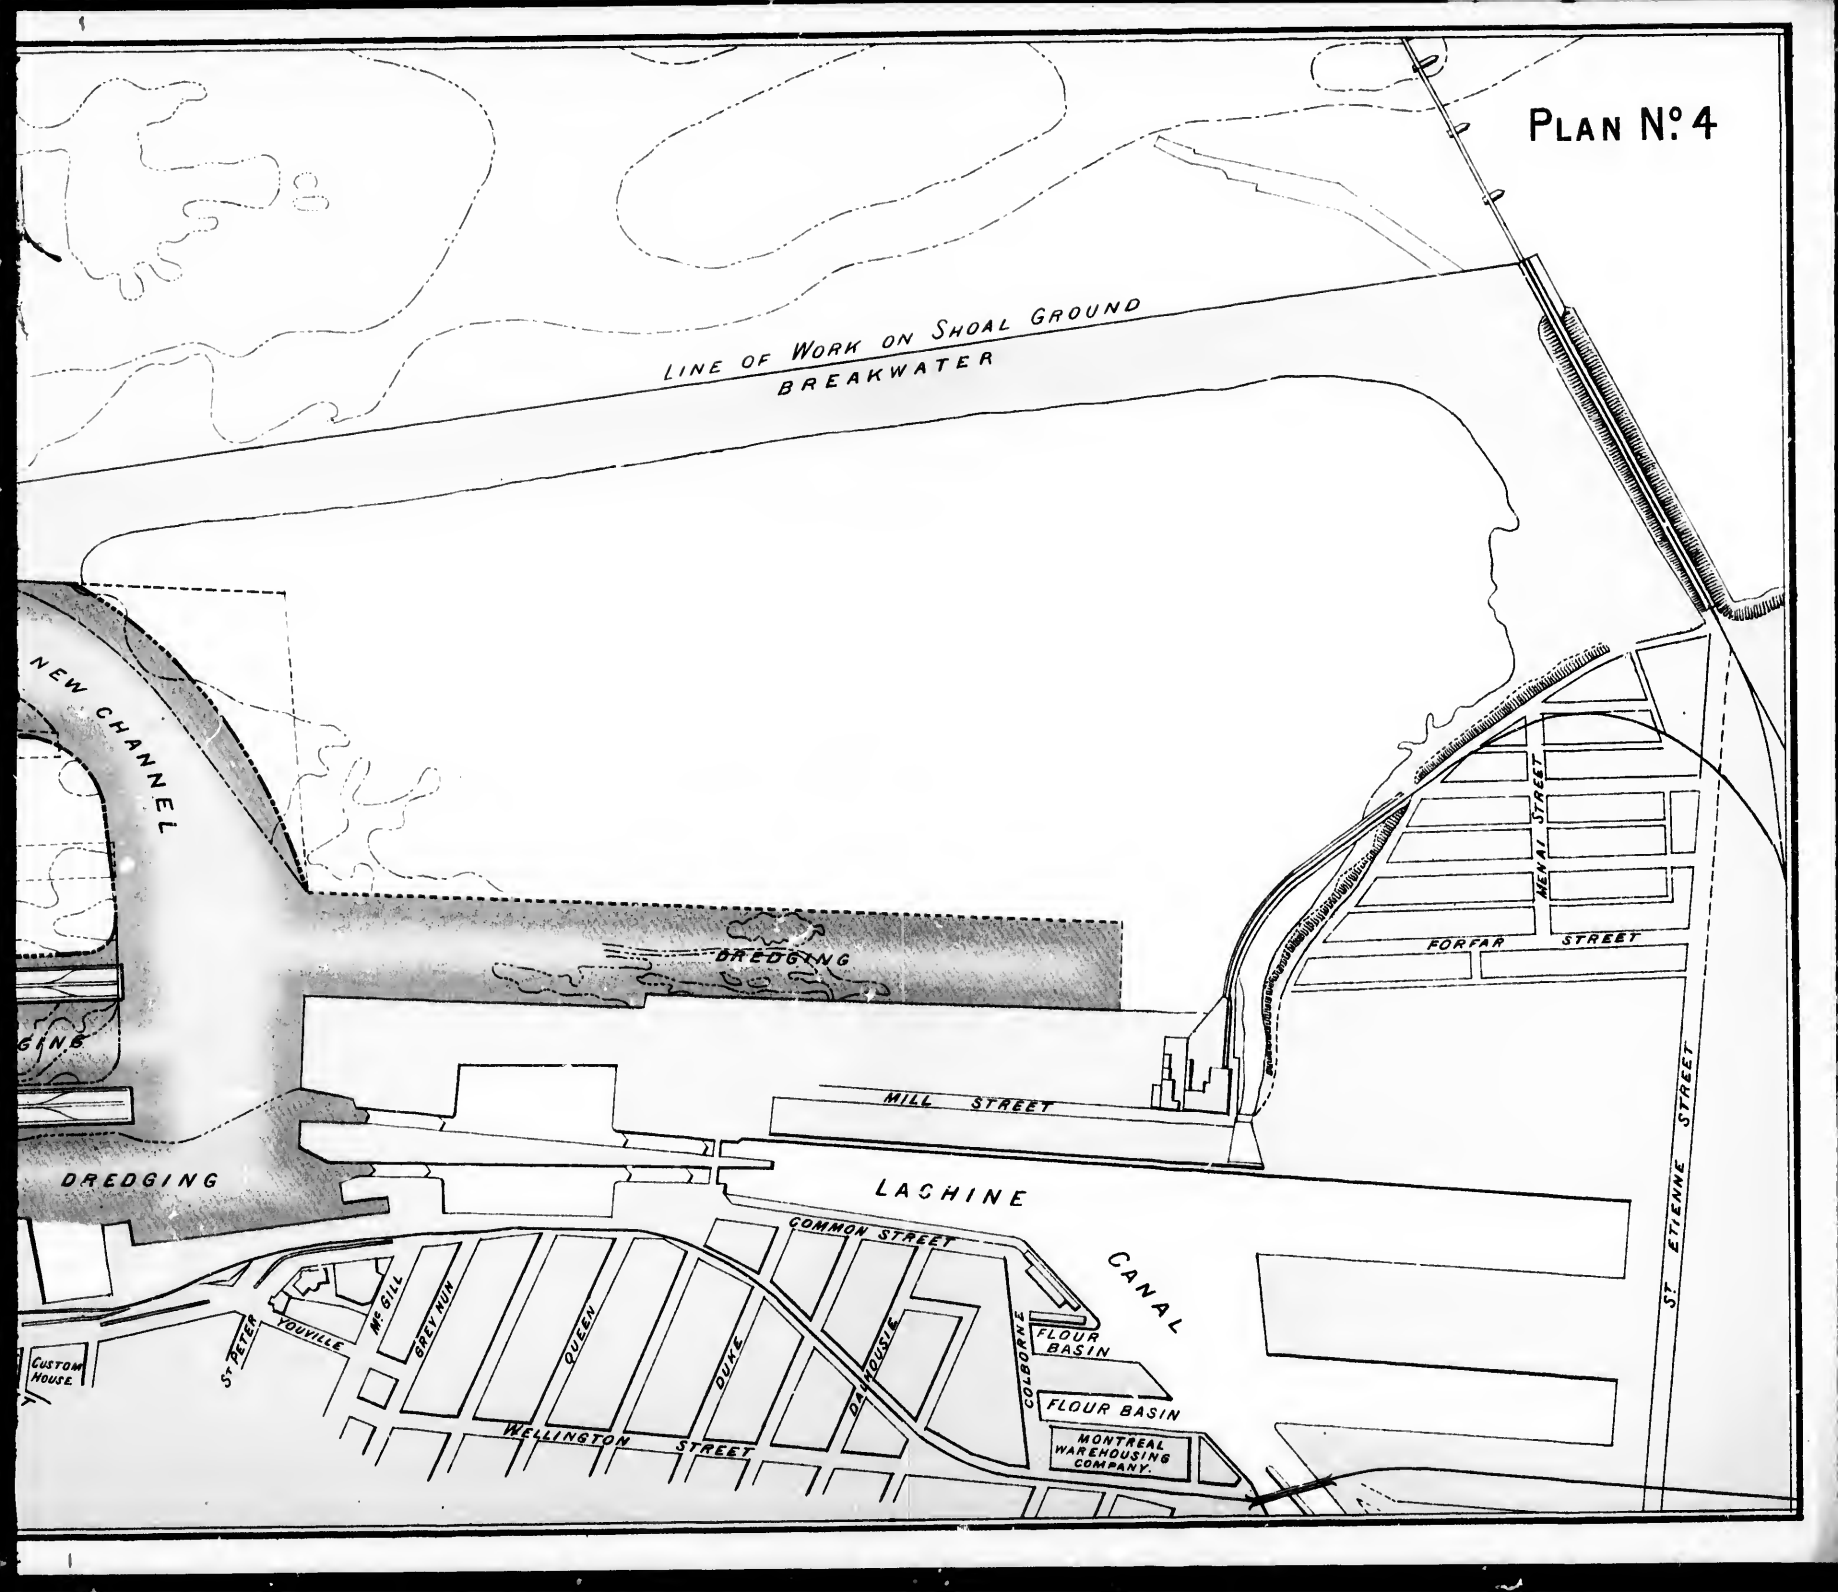 PLAN Nº. 4
LINE OF WORK ON SHOAL GROUND
BREAKWATER
NEW CHANNEL
MENAI STREET
FORFAR STREET
DREDGING
GING
MILL STREET
DREDGING
LACHINE
CANAL
COMMON STREET
ST ETIENNE STREET
Mc GILL
GREY NUN
QUEEN
DUKE
DALHOUSIE
COLBORNE
YOUVILLE
ST PETER
CUSTOM
HOUSE
T
FLOUR
BASIN
FLOUR BASIN
WELLINGTON STREET
MONTREAL
WAREHOUSING
COMPANY.